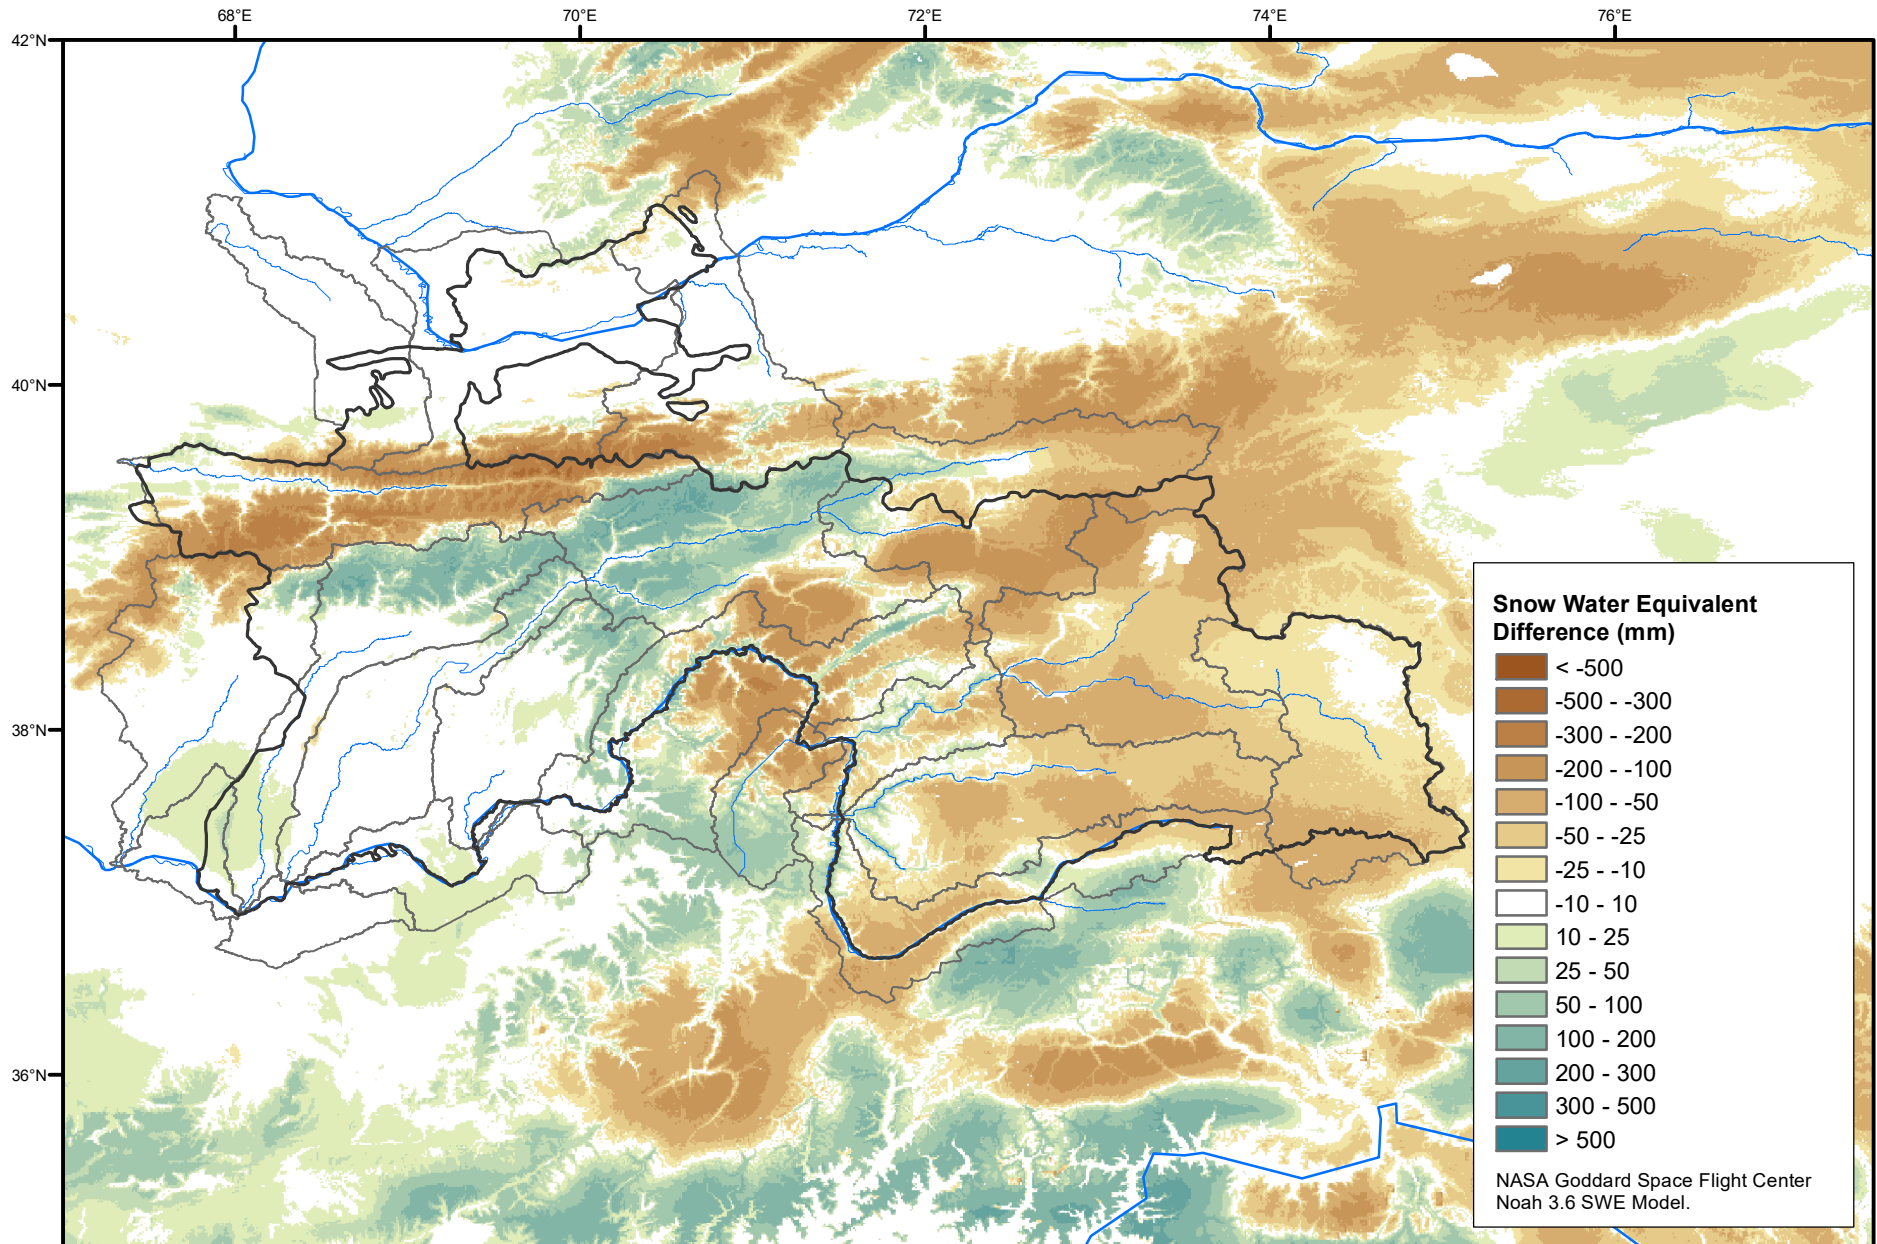 68°E
70°E
72°E
74°E
76°E
42°N
40°N
38°N
36°N
Snow Water Equivalent
Difference (mm)
< -500
-500 - -300
-300 - -200
-200 - -100
-100 - -50
-50 - -25
-25 - -10
-10 - 10
10 - 25
25 - 50
50 - 100
100 - 200
200 - 300
300 - 500
> 500
NASA Goddard Space Flight Center
Noah 3.6 SWE Model.